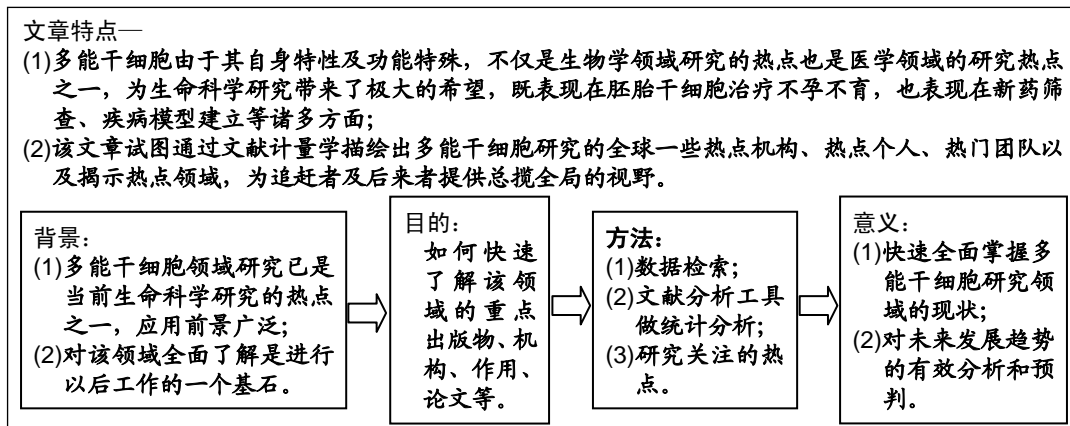 文章特点—
(1)多能干细胞由于其自身特性及功能特殊，不仅是生物学领域研究的热点也是医学领域的研究热点
之一，为生命科学研究带来了极大的希望，既表现在胚胎干细胞治疗不孕不育，也表现在新药筛
查、疾病模型建立等诸多方面；
(2)该文章试图通过文献计量学描绘出多能干细胞研究的全球一些热点机构、热点个人、热门团队以
及揭示热点领域，为追赶者及后来者提供总揽全局的视野。
背景：
(1)多能干细胞领域研究已是
当前生命科学研究的热点
之一，应用前景广泛；
(2)对该领域全面了解是进行
以后工作的一个基石。
目的：
如何快速
了解该领
域的重点
出版物、机
构、作用、
论文等。
方法：
(1)数据检索；
(2)文献分析工具
做统计分析；
(3)研究关注的热
点。
意义：
(1)快速全面掌握多
能干细胞研究领
域的现状；
(2)对未来发展趋势
的有效分析和预
判。